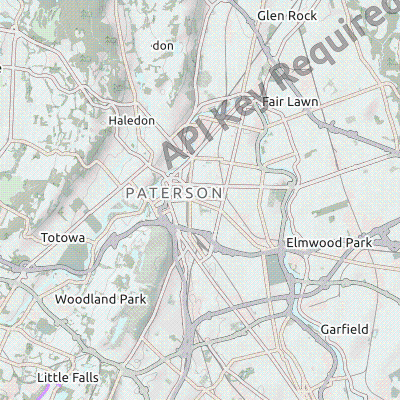 Glen Rock
don
API Key Required
Fair Lawn
Haledon
PATERSON
Totowa
Elmwood Park
Woodland Park
Garfield
Little Falls